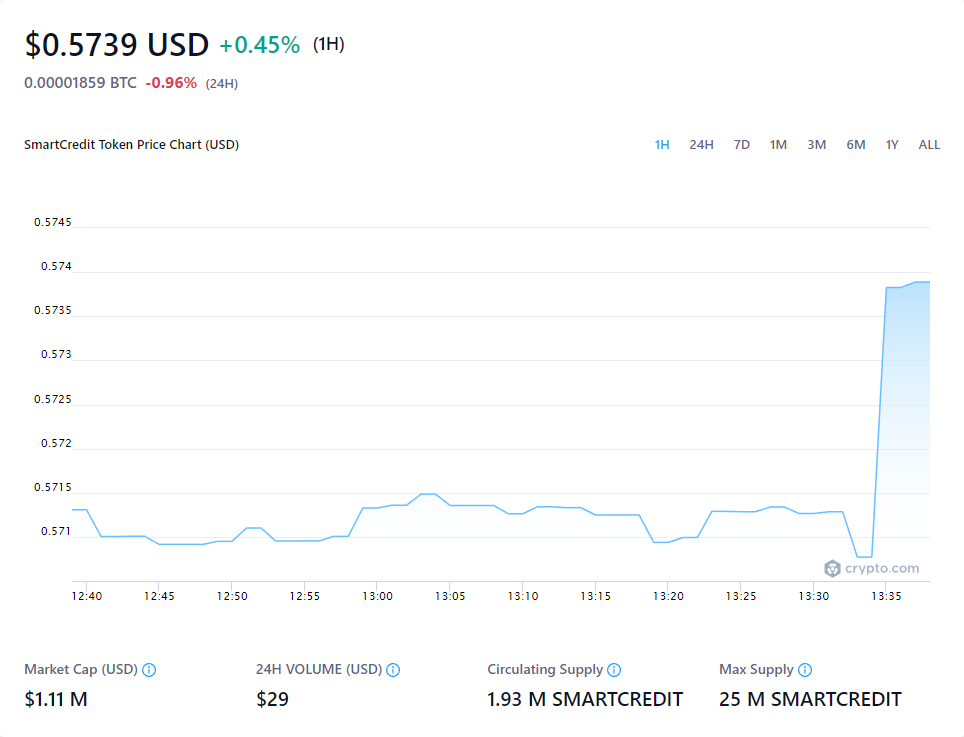 $0.5739 USD +0.45% (1H)
0.00001859 BTC -0.96% (24H)
SmartCredit Token Price Chart (USD) 1H 24H 7D 1M 3M 6M 1Y ALL
0.5745
0.574
0.5735
0.573
0.5725
0.572
0.5715
0.571
crypto.com
12:40 12:45 12:50 12:55 13:00 13:05 13:10 13:15 13:20 13:25 13:30 13:35
Market Cap (USD) 24H VOLUME (USD) Circulating Supply Max Supply
$1.11 M $29 1.93 M SMARTCREDIT 25 M SMARTCREDIT